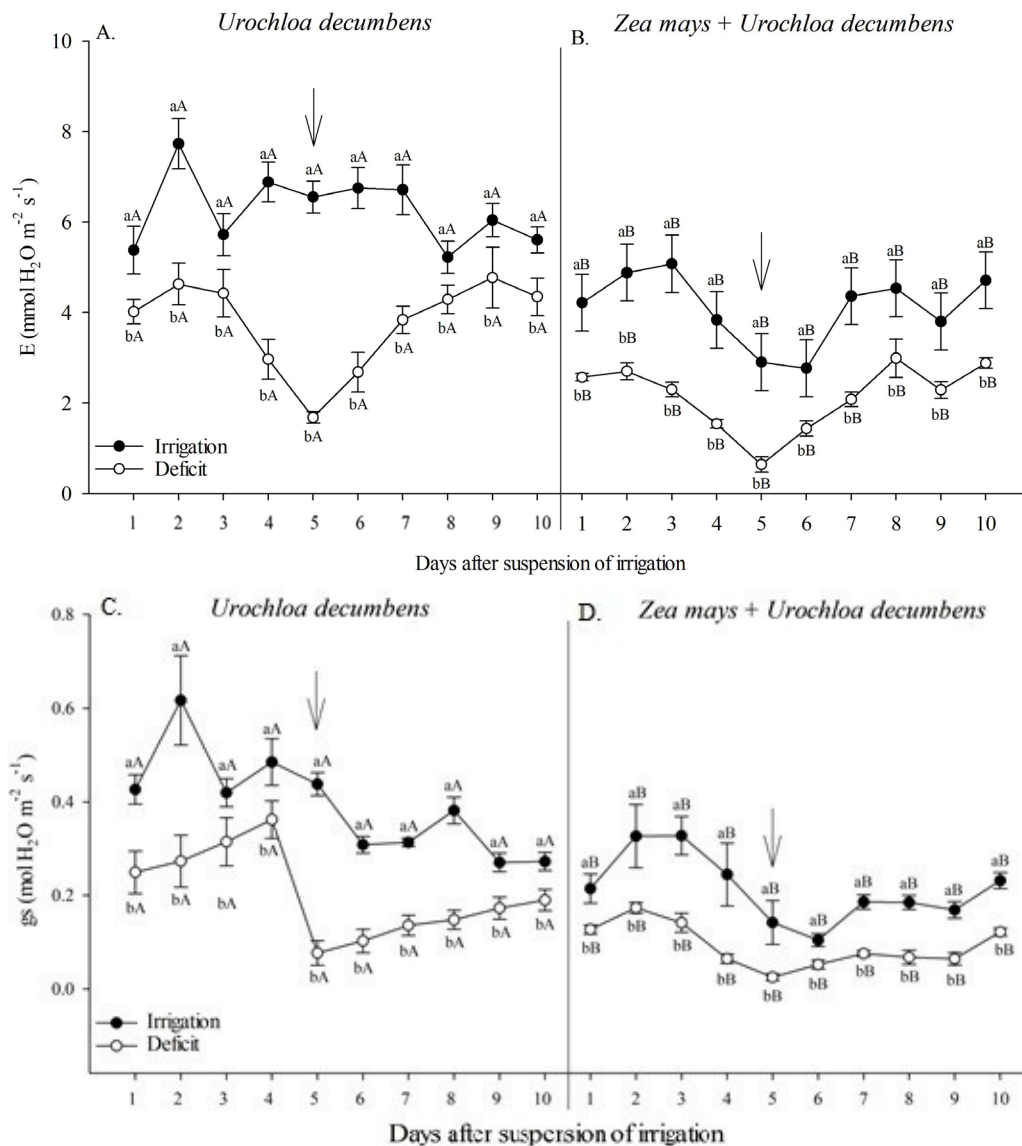 A.
Urochloa decumbens
B.
Zea mays + Urochloa decumbens
10
8
6
4
2
0
E (mmol H₂O m⁻² s⁻¹)
aA aA aA aA aA aA aA aA aA aA
bA bA bA bA bA bA bA bA bA bA
aB aB aB aB aB aB aB aB aB aB
bB bA bB bB bB bB bB bB bB bB
Irrigation
Deficit
1 2 3 4 5 6 7 8 9 10
1 2 3 4 5 6 7 8 9 10
Days after suspension of irrigation
C.
Urochloa decumbens
D.
Zea mays + Urochloa decumbens
0.8
0.6
0.4
0.2
0.0
gs (mol H₂O m⁻² s⁻¹)
aA aA aA aA aA aA aA aA aA aA
bA bA bA bA bA bA bA bA bA bA
aB aB aB aB aB aB aB aB aB aB
bB bB bB bB bB bB bB bB bB bB
Irrigation
Deficit
1 2 3 4 5 6 7 8 9 10
1 2 3 4 5 6 7 8 9 10
Days after suspension of irrigation